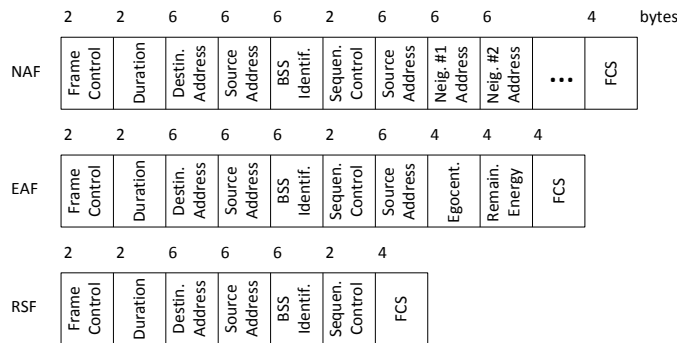 2 2 6 6 6 2 6 6 6 4 bytes
NAF Frame Control Duration Destin. Address Source Address BSS Identif. Sequen. Control Source Address Neig. #1 Address Neig. #2 Address ... FCS
2 2 6 6 6 2 6 4 4 4
EAF Frame Control Duration Destin. Address Source Address BSS Identif. Sequen. Control Source Address Egocent. Remain. Energy FCS
2 2 6 6 6 2 4
RSF Frame Control Duration Destin. Address Source Address BSS Identif. Sequen. Control FCS